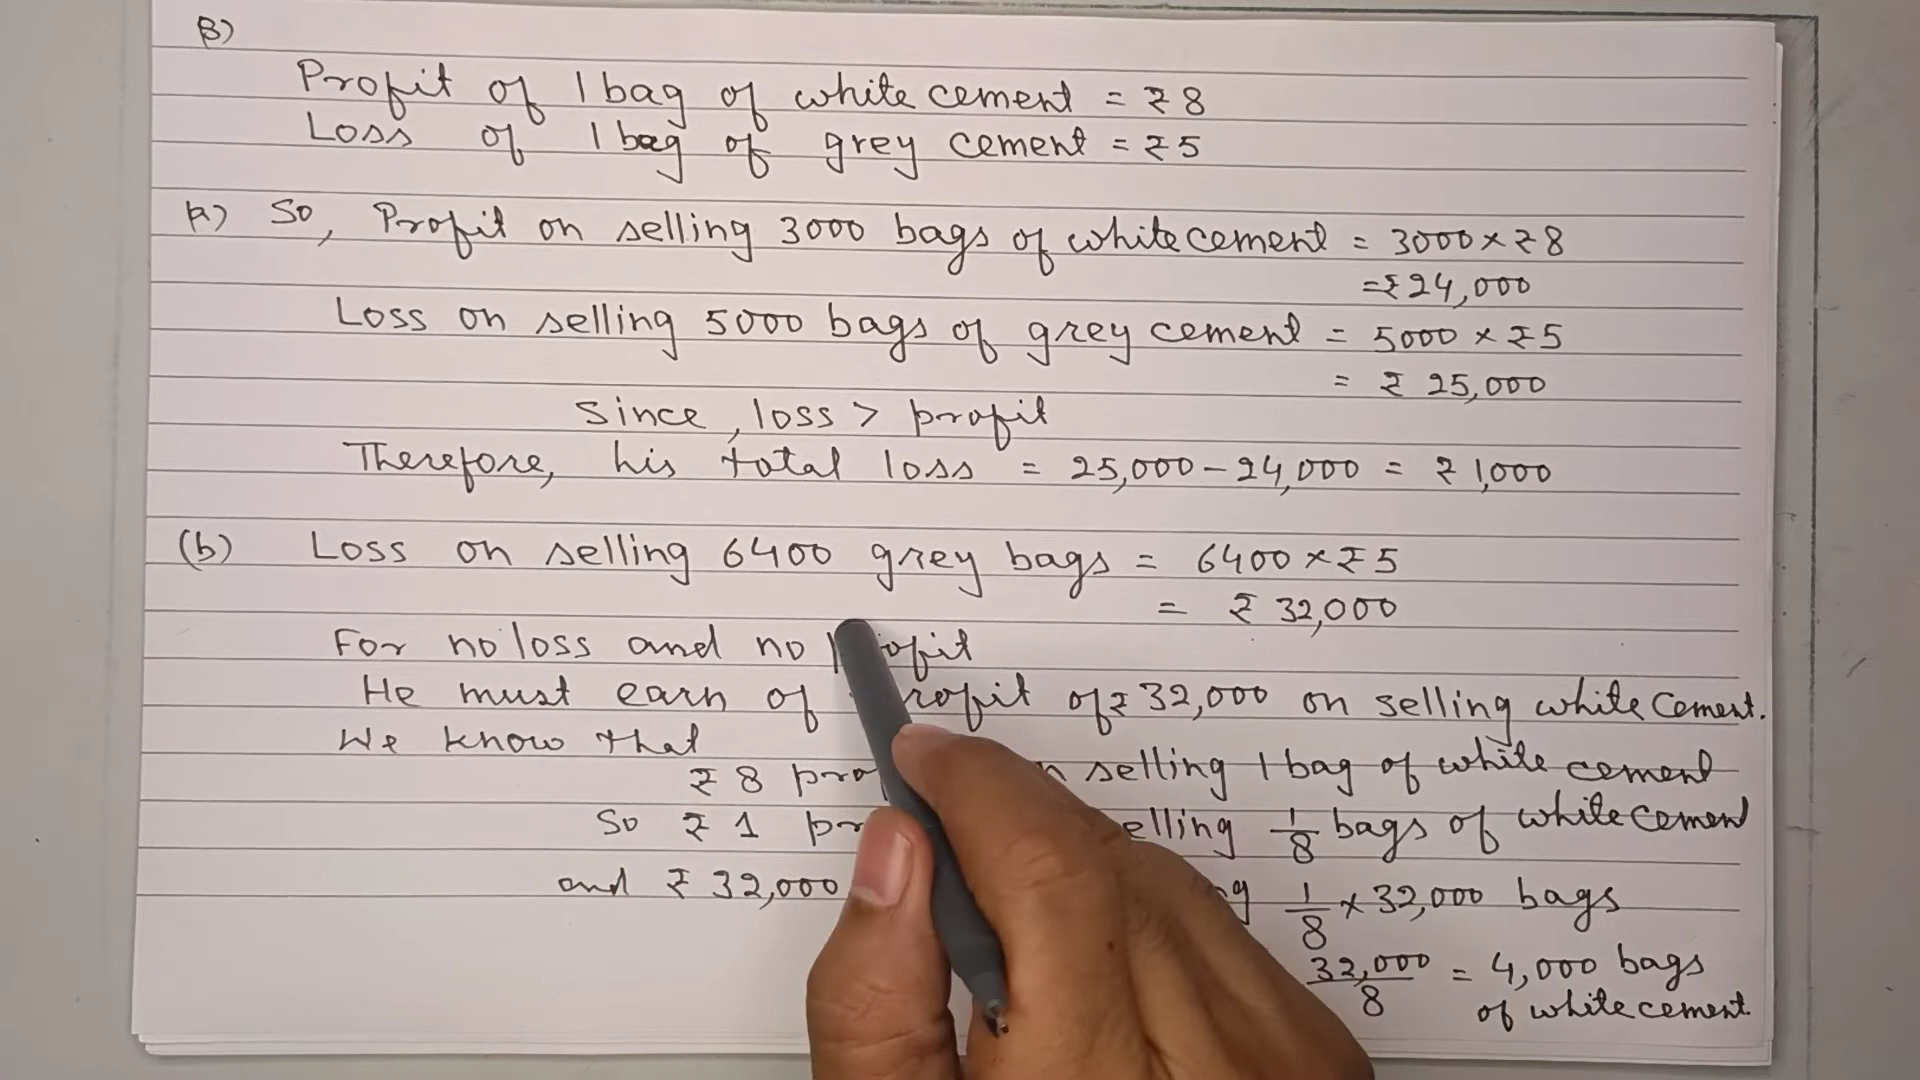 B)
Profit of 1 bag of white cement = ₹8
Loss of 1 bag of grey cement = ₹5
(a) So, Profit on selling 3000 bags of white cement = 3000 × ₹8
= ₹24,000
Loss on selling 5000 bags of grey cement = 5000 × ₹5
= ₹ 25,000
Since, loss > profit
Therefore, his total loss = 25,000 - 24,000 = ₹ 1,000
(b) Loss on selling 6400 grey bags = 6400 × ₹5
= ₹ 32,000
For no loss and no
He must earn of profit of ₹32,000 on selling white cement.
We know that
₹ 8 selling 1 bag of white cement
So ₹ 1 1/8 bags of white cement
and ₹ 32,000 1/8 × 32,000 bags
32,000/8 = 4,000 bags
of white cement.